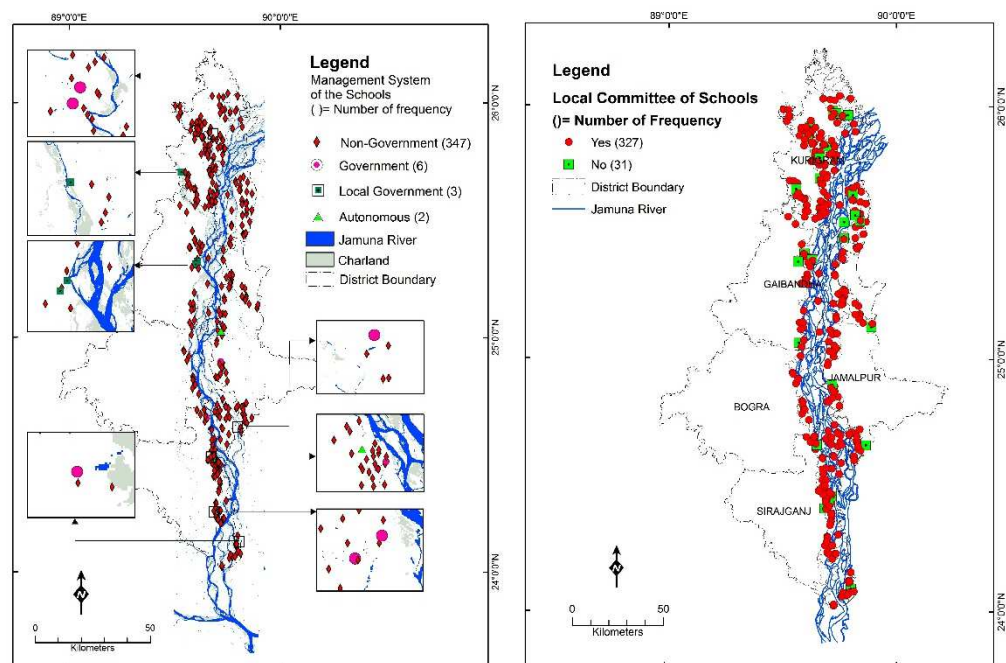 89°0'0"E
90°0'0"E
Legend
Management System
of the Schools
( )= Number of frequency
Non-Government (347)
Government (6)
Local Government (3)
Autonomous (2)
Jamuna River
Charland
District Boundary
26°0'0"N
25°0'0"N
24°0'0"N
N
0
50
Kilometers
89°0'0"E
90°0'0"E
Legend
Local Committee of Schools
()= Number of Frequency
Yes (327)
No (31)
District Boundary
Jamuna River
GAIBANDHA
JAMALPUR
BOGRA
SIRAJGANJ
26°0'0"N
25°0'0"N
24°0'0"N
N
0
50
Kilometers